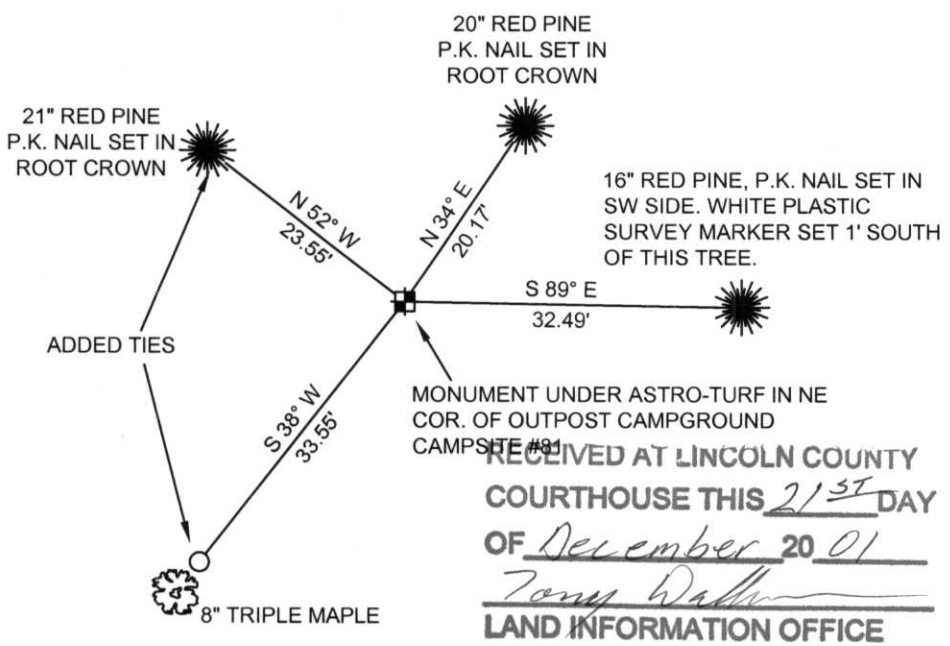 20" RED PINE
P.K. NAIL SET IN
ROOT CROWN
21" RED PINE
P.K. NAIL SET IN
ROOT CROWN
16" RED PINE, P.K. NAIL SET IN
SW SIDE. WHITE PLASTIC
SURVEY MARKER SET 1' SOUTH
OF THIS TREE.
N 52° W
23.55'
N 34° E
20.17'
S 89° E
32.49'
ADDED TIES
MONUMENT UNDER ASTRO-TURF IN NE
COR. OF OUTPOST CAMPGROUND
CAMPSITE #81
S 38° W
33.55'
8" TRIPLE MAPLE
RECEIVED AT LINCOLN COUNTY
COURTHOUSE THIS 21ST DAY
OF December 20 01
Tony
LAND INFORMATION OFFICE